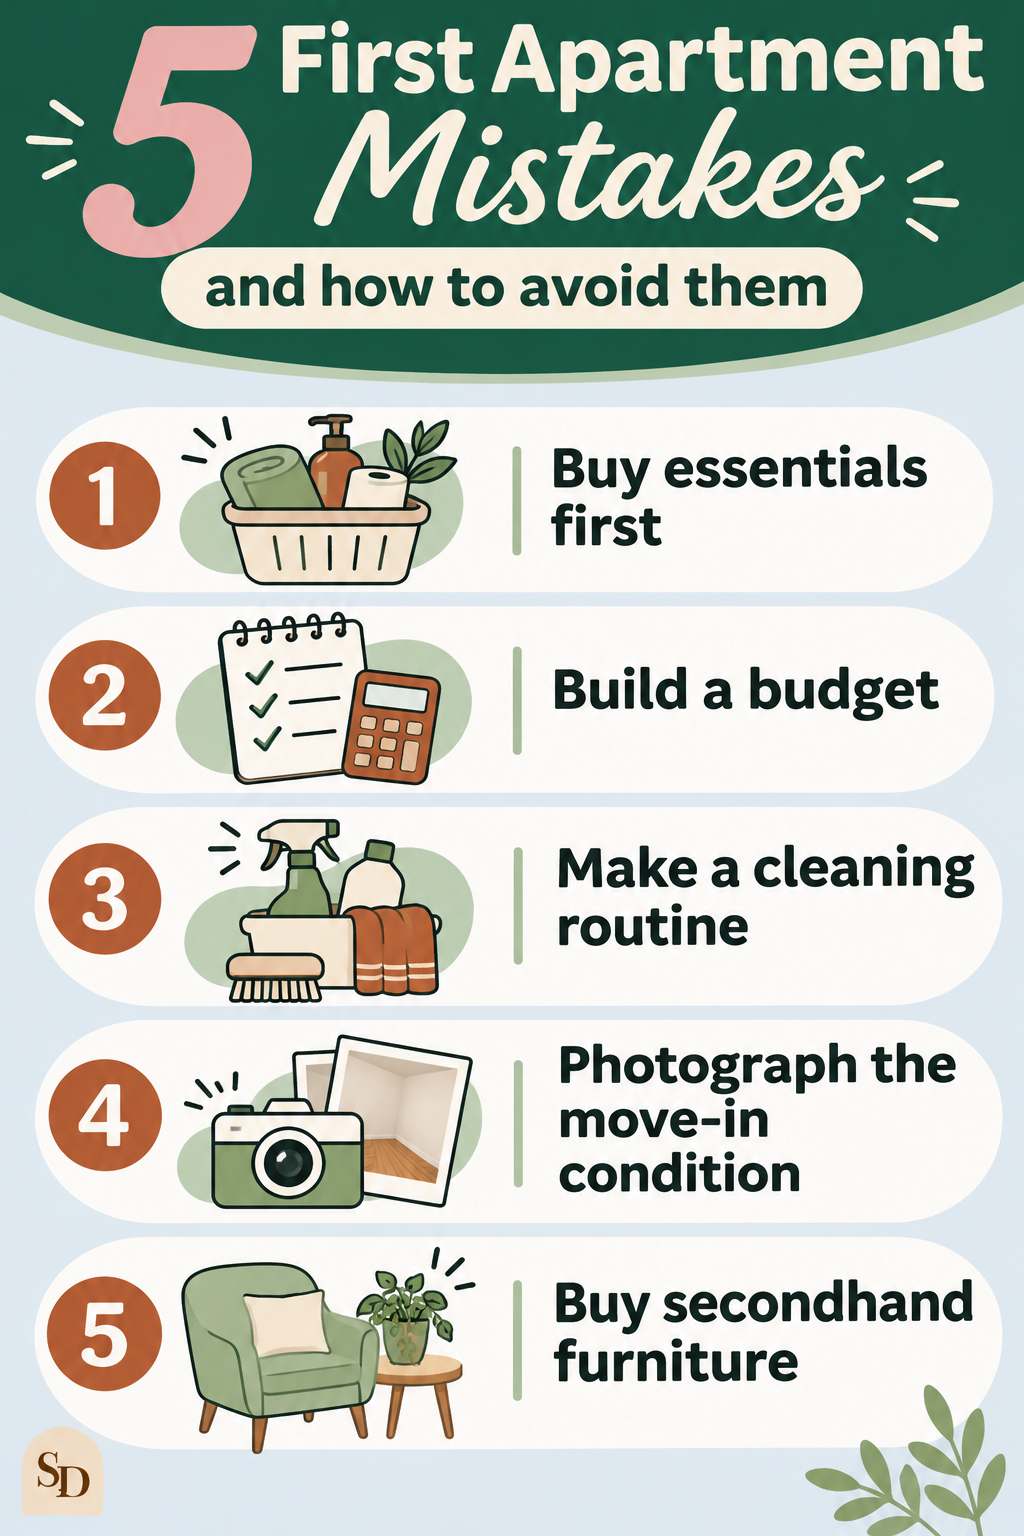 5 First Apartment
Mistakes
and how to avoid them
1
Buy essentials
first
2
Build a budget
3
Make a cleaning
routine
4
Photograph the
move-in
condition
5
Buy secondhand
furniture
SD